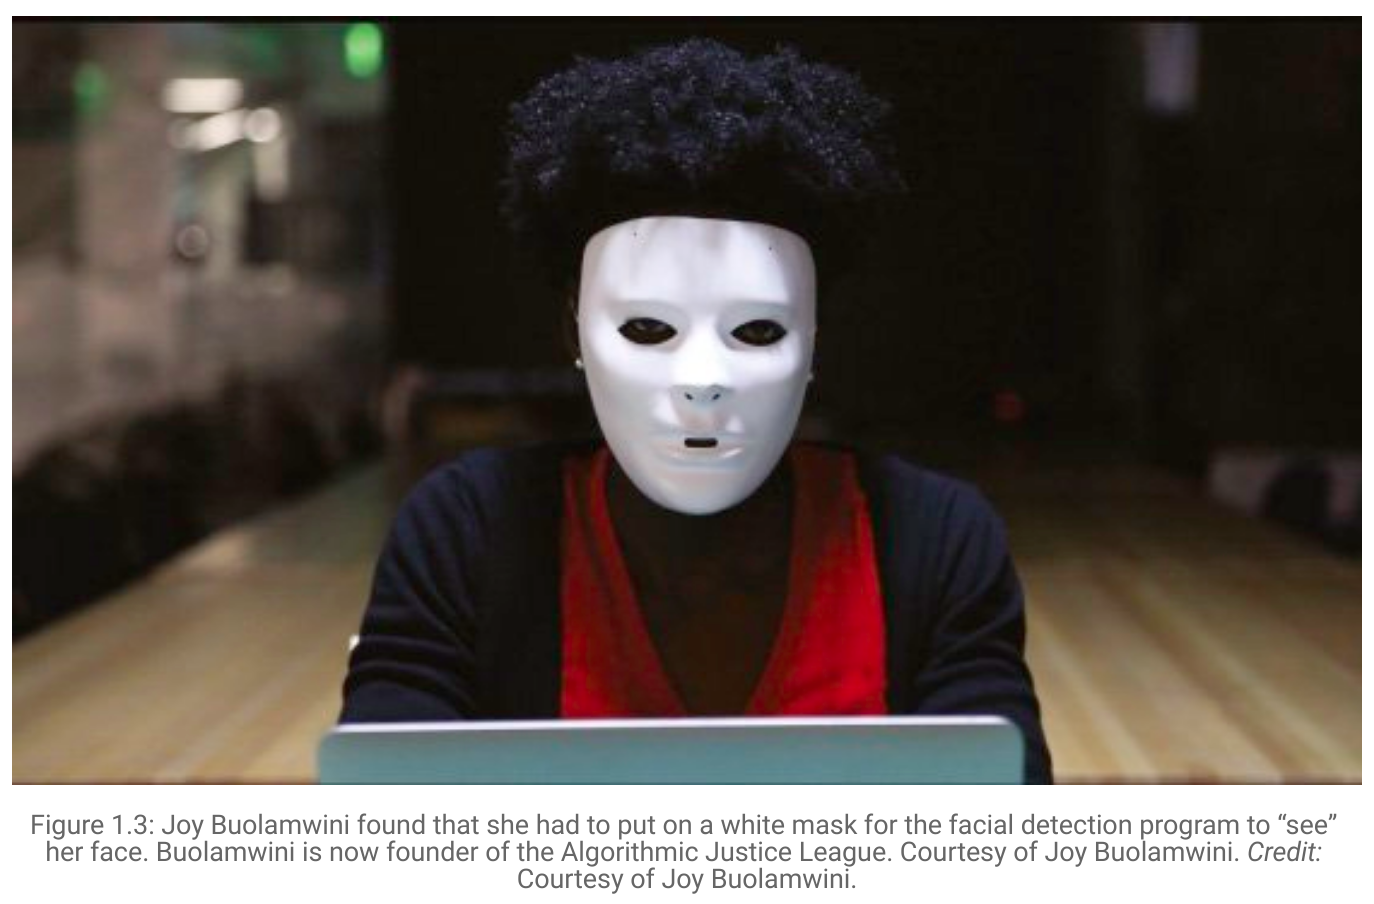 Figure 1.3: Joy Buolamwini found that she had to put on a white mask for the facial detection program to “see”
her face. Buolamwini is now founder of the Algorithmic Justice League. Courtesy of Joy Buolamwini. Credit:
Courtesy of Joy Buolamwini.